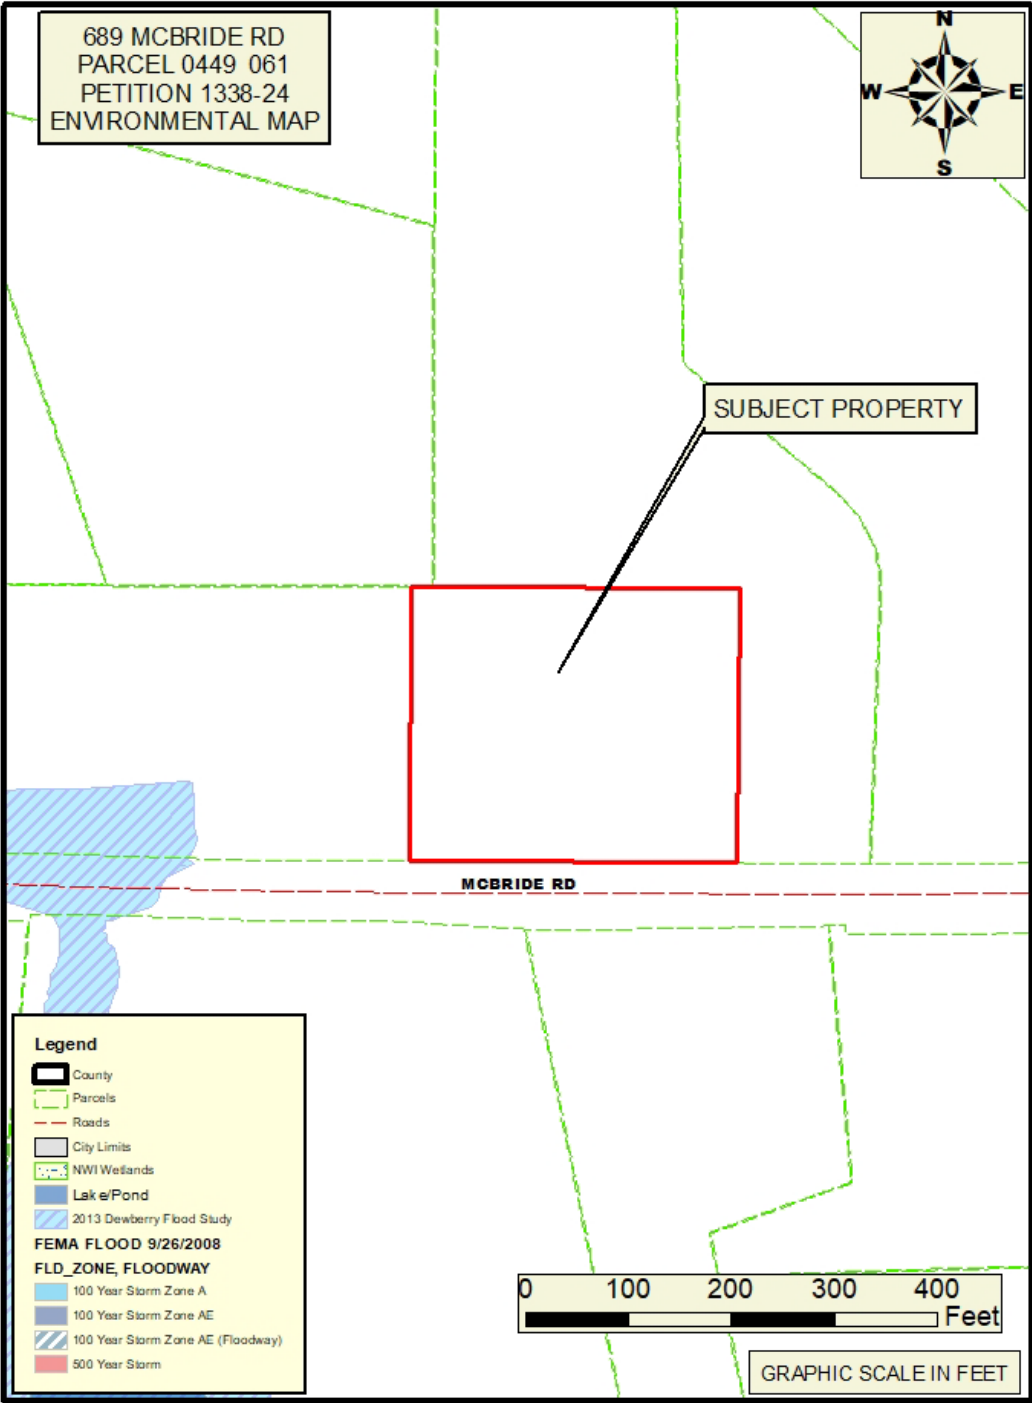 689 MCBRIDE RD
PARCEL 0449 061
PETITION 1338-24
ENVIRONMENTAL MAP
N
W E
S
SUBJECT PROPERTY
MCBRIDE RD
Legend
County
Parcels
Roads
City Limits
NWI Wetlands
Lake/Pond
2013 Dewberry Flood Study
FEMA FLOOD 9/26/2008
FLD_ZONE, FLOODWAY
100 Year Storm Zone A
100 Year Storm Zone AE
100 Year Storm Zone AE (Floodway)
500 Year Storm
0 100 200 300 400
Feet
GRAPHIC SCALE IN FEET